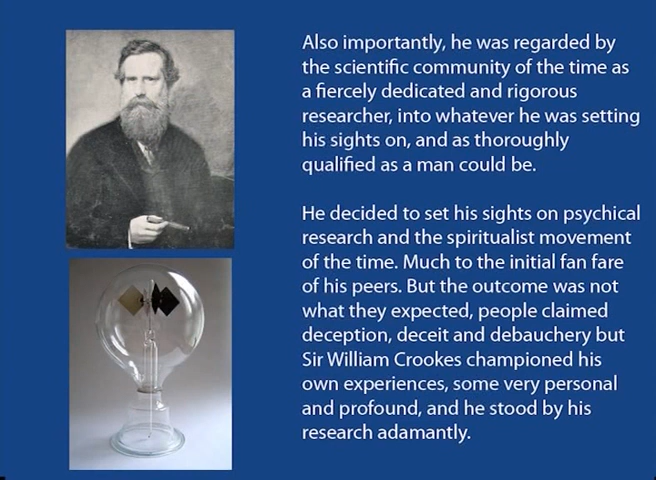 Also importantly, he was regarded by
the scientific community of the time as
a fiercely dedicated and rigorous
researcher, into whatever he was setting
his sights on, and as thoroughly
qualified as a man could be.
He decided to set his sights on psychical
research and the spiritualist movement
of the time. Much to the initial fan fare
of his peers. But the outcome was not
what they expected, people claimed
deception, deceit and debauchery but
Sir William Crookes championed his
own experiences, some very personal
and profound, and he stood by his
research adamantly.